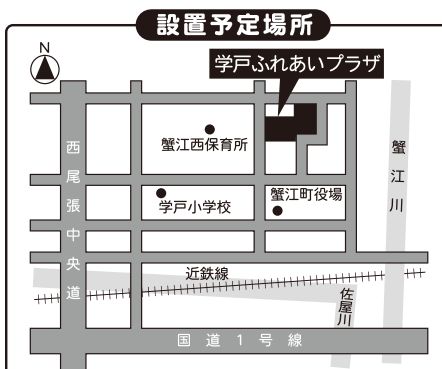 設置予定場所
N
学戸ふれあいプラザ
蟹江西保育所
西尾張中央道
蟹江川
学戸小学校
蟹江町役場
近鉄線
佐屋川
国道1号線